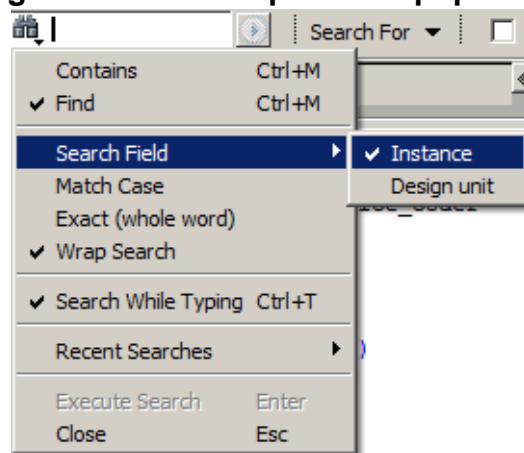 Search For
Contains Ctrl+M
Find Ctrl+M
Search Field
Instance
Match Case
Design unit
Exact (whole word)
Wrap Search
Search While Typing Ctrl+T
Recent Searches
Execute Search Enter
Close Esc